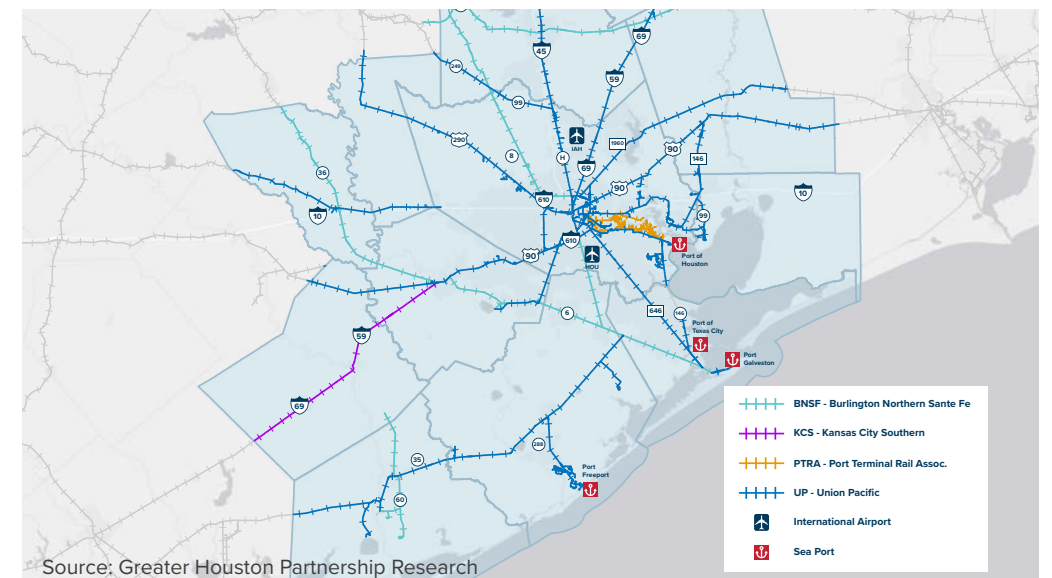 45
69
249
59
99
290
1960
IAH
8
H
90
146
36
69
90
10
610
10
99
610
90
HOU
Port of
Houston
6
646
146
Port of
Texas City
59
Port
Galveston
69
288
35
Port
Freeport
60
BNSF - Burlington Northern Sante Fe
KCS - Kansas City Southern
PTRA - Port Terminal Rail Assoc.
UP - Union Pacific
International Airport
Sea Port
Source: Greater Houston Partnership Research